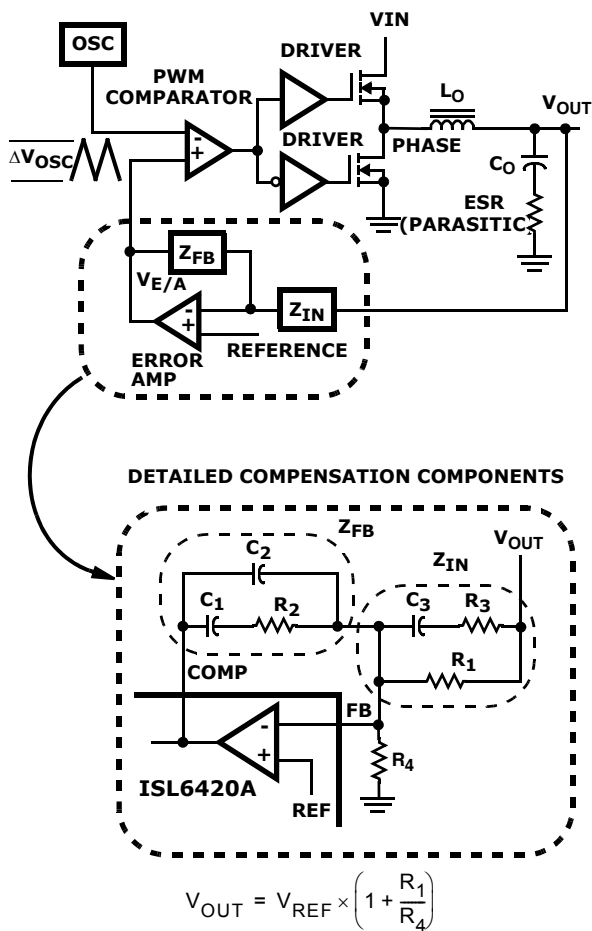 VIN
OSC
DRIVER
PWM
COMPARATOR
LO
VOUT
DRIVER
ΔVOSC
PHASE
CO
ESR
(PARASITIC)
ZFB
VE/A
ZIN
REFERENCE
ERROR
AMP
DETAILED COMPENSATION COMPONENTS
ZFB
VOUT
C2
ZIN
C1
R2
C3
R3
COMP
R1
FB
R4
ISL6420A
REF
VOUT = VREF × (1 + R1/R4)